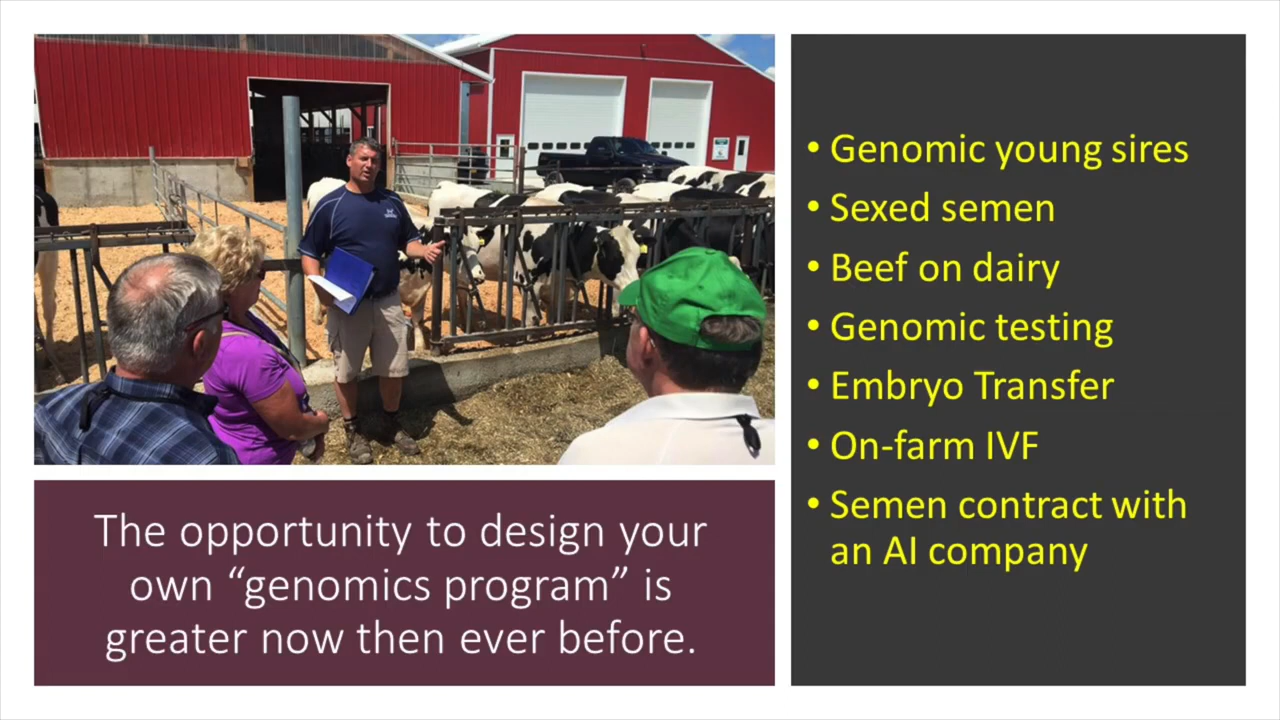 The opportunity to design your
own “genomics program” is
greater now then ever before.
• Genomic young sires
• Sexed semen
• Beef on dairy
• Genomic testing
• Embryo Transfer
• On-farm IVF
• Semen contract with
an AI company